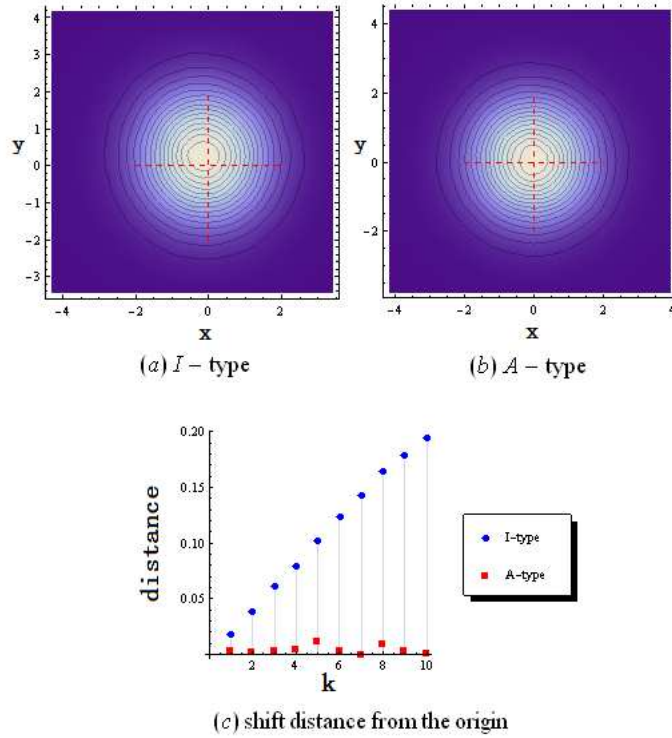 4
3
2
1
0
-1
-2
-3
y
-4 -2 0 2
x
(a) I – type
4
2
0
-2
y
-4 -2 0 2 4
x
(b) A – type
0.20
0.15
0.10
0.05
distance
2 4 6 8 10
k
I-type
A-type
(c) shift distance from the origin